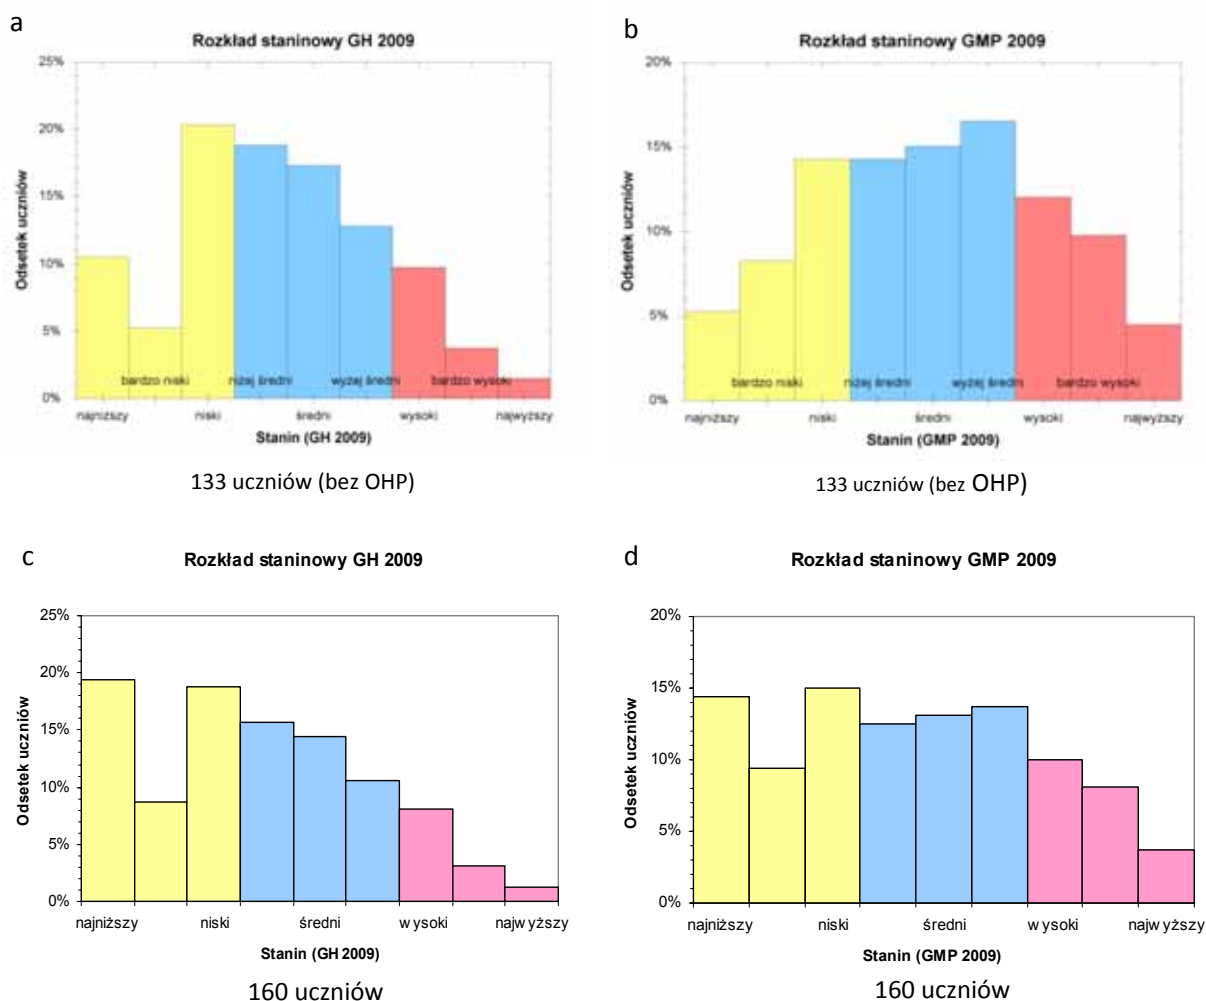 a
Rozkład staninowy GH 2009
25%
20%
15%
10%
5%
0%
Odsetek uczniów
bardzo niski
niżej średni
wyżej średni
bardzo wysoki
najniższy
niski
średni
wysoki
najwyższy
Stanin (GH 2009)
133 uczniów (bez OHP)
b
Rozkład staninowy GMP 2009
20%
15%
10%
5%
0%
Odsetek uczniów
bardzo niski
niżej średni
wyżej średni
bardzo wysoki
najniższy
niski
średni
wysoki
najwyższy
Stanin (GMP 2009)
133 uczniów (bez OHP)
c
Rozkład staninowy GH 2009
25%
20%
15%
10%
5%
0%
Odsetek uczniów
najniższy
niski
średni
wysoki
najwyższy
Stanin (GH 2009)
160 uczniów
d
Rozkład staninowy GMP 2009
20%
15%
10%
5%
0%
Odsetek uczniów
najniższy
niski
średni
wysoki
najwyższy
Stanin (GMP 2009)
160 uczniów